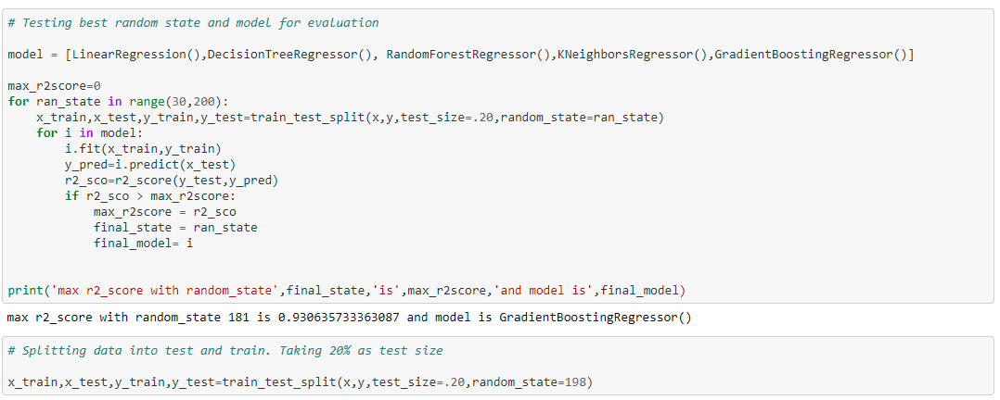 # Testing best random state and model for evaluation
model = [LinearRegression(),DecisionTreeRegressor(), RandomForestRegressor(),KNeighborsRegressor(),GradientBoostingRegressor()]
max_r2score=0
for ran_state in range(30,200):
    x_train,x_test,y_train,y_test=train_test_split(x,y,test_size=.20,random_state=ran_state)
    for i in model:
        i.fit(x_train,y_train)
        y_pred=i.predict(x_test)
        r2_sco=r2_score(y_test,y_pred)
        if r2_sco > max_r2score:
            max_r2score = r2_sco
            final_state = ran_state
            final_model= i
print('max r2_score with random_state',final_state,'is',max_r2score,'and model is',final_model)
max r2_score with random_state 181 is 0.930635733363087 and model is GradientBoostingRegressor()
# Splitting data into test and train. Taking 20% as test size
x_train,x_test,y_train,y_test=train_test_split(x,y,test_size=.20,random_state=198)